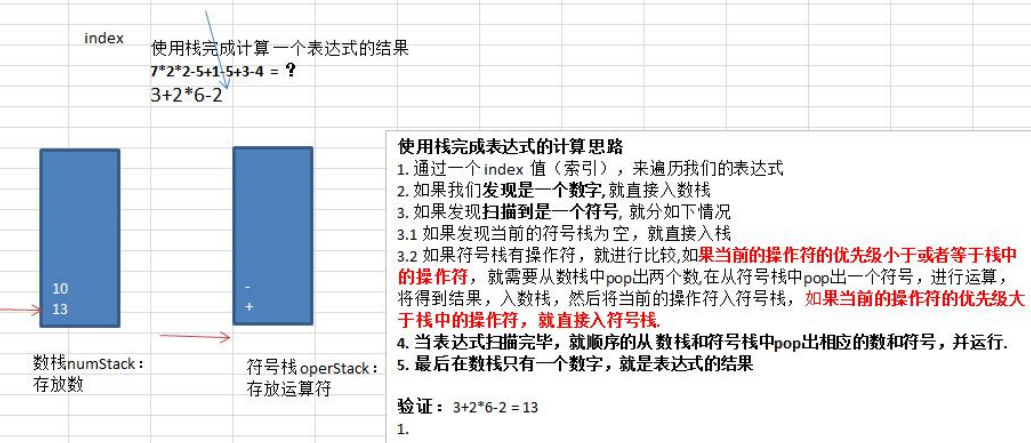 index
使用栈完成计算 一个表达式的结果
7*2*2-5+1-5+3-4 = ？
3+2*6-2
10
13
-
+
数栈numStack：
存放数
符号栈 operStack：
存放运算符
使用栈完成表达式的计算 思路
1. 通过一个 index 值（索引），来遍历我们的表达式
2. 如果我们发现是一个数字, 就直接入数栈
3. 如果发现扫描到是一个符号, 就分如下情况
3.1 如果发现当前的符号栈为 空，就直接入栈
3.2 如果符号栈有操作符，就进行比较,如果当前的操作符的优先级小于或者等于栈中
的操作符，就需要从数栈中pop出两个数,在从符号栈中pop出一个符号，进行运算，
将得到结果，入数栈，然后将当前的操作符入符号栈，如果当前的操作符的优先级大
于栈中的操作符，就直接入符号栈.
4. 当表达式扫描完毕，就顺序的从 数栈和符号栈中pop出相应的数和符号，并运行.
5. 最后在数栈只有一个数字，就是表达式的结果
验证：3+2*6-2 = 13
1.